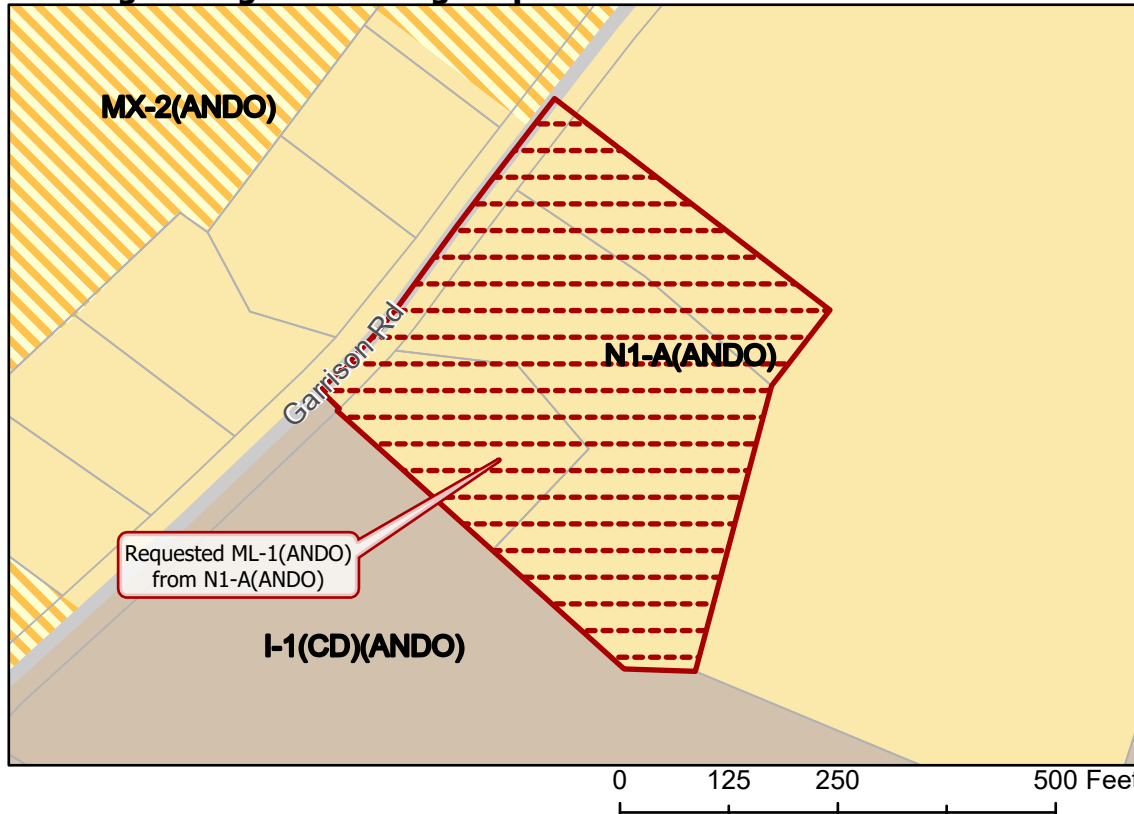 MX-2(ANDO)
Garrison Rd
N1-A(ANDO)
Requested ML-1(ANDO)
from N1-A(ANDO)
I-1(CD)(ANDO)
0 125 250 500 Feet